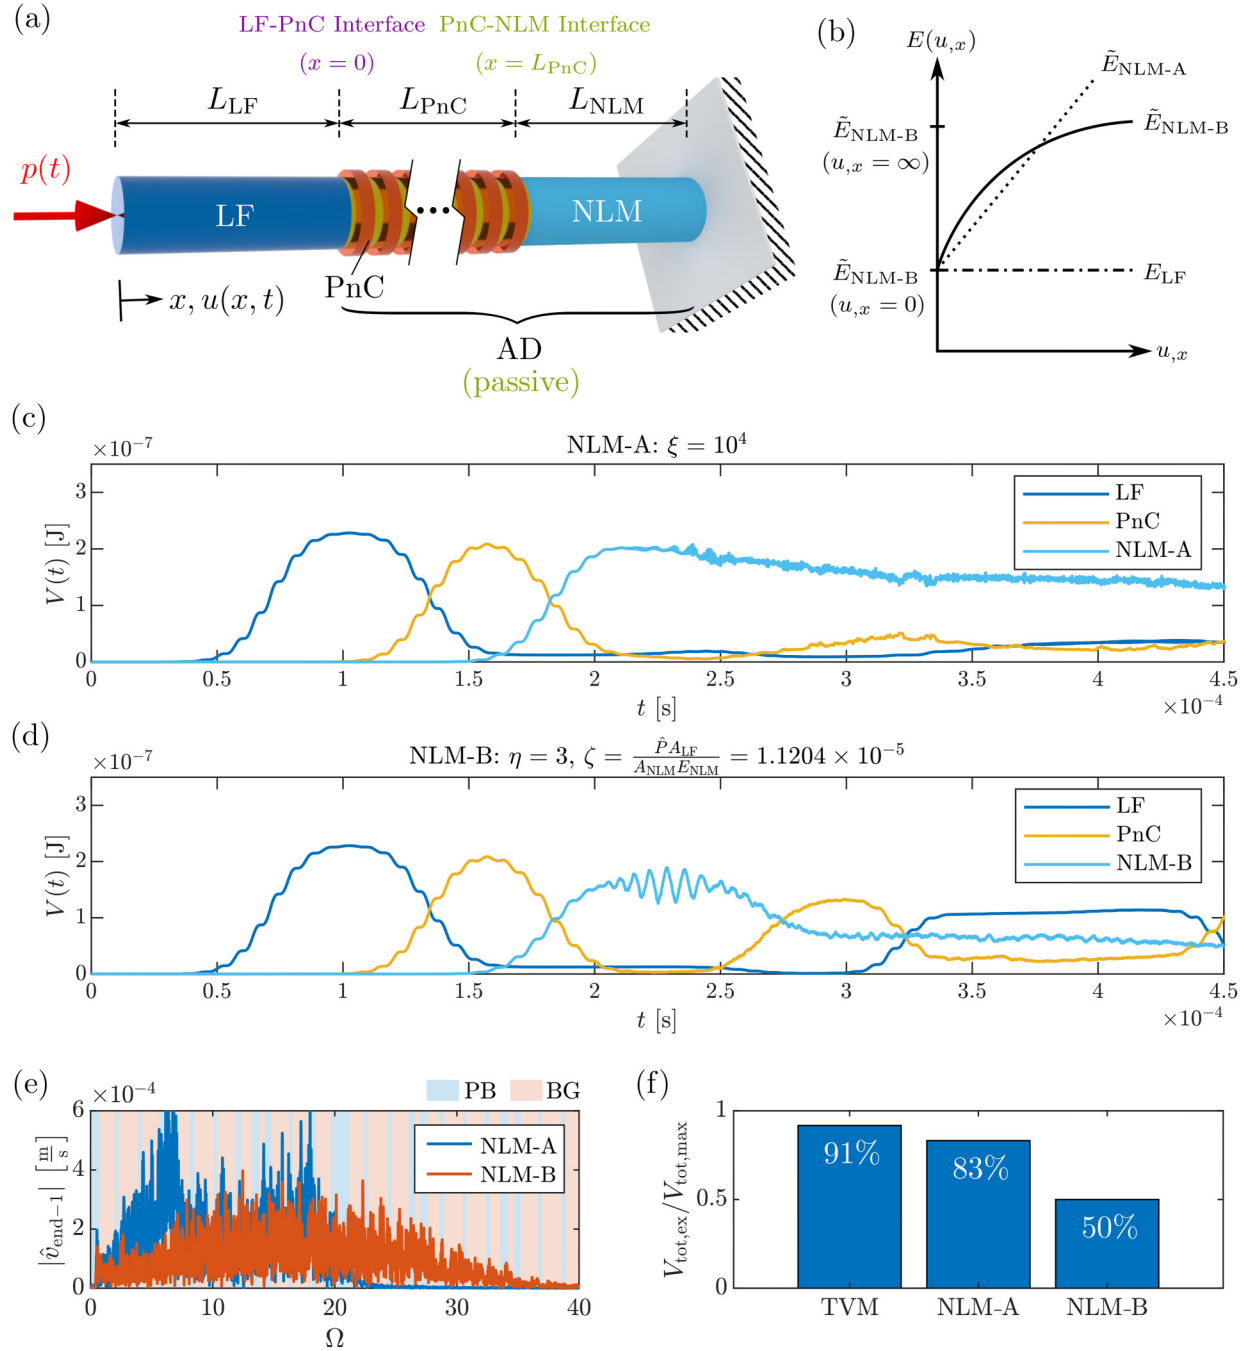 (a)
LF-PnC Interface
(x = 0)
PnC-NLM Interface
(x = L_PnC)
L_LF
L_PnC
L_NLM
p(t)
LF
NLM
PnC
x, u(x, t)
AD
(passive)
(b)
E(u,x)
Ẽ_NLM-A
Ẽ_NLM-B
Ẽ_NLM-B
(u,x = ∞)
Ẽ_NLM-B
(u,x = 0)
E_LF
u,x
(c)
×10^-7
NLM-A: ξ = 10^4
V(t) [J]
3
2
1
0
LF
PnC
NLM-A
0 0.5 1 1.5 2 2.5 3 3.5 4 4.5
t [s]
×10^-4
(d)
×10^-7
NLM-B: η = 3, ζ = P̂A_LF / A_NLM E_NLM = 1.1204 × 10^-5
V(t) [J]
3
2
1
0
LF
PnC
NLM-B
0 0.5 1 1.5 2 2.5 3 3.5 4 4.5
t [s]
×10^-4
(e)
×10^-4
PB BG
|v̂_end−1| [m/s]
6
4
2
0
NLM-A
NLM-B
0 10 20 30 40
Ω
(f)
V_tot,ex/V_tot,max
1
0.5
0
91%
83%
50%
TVM NLM-A NLM-B